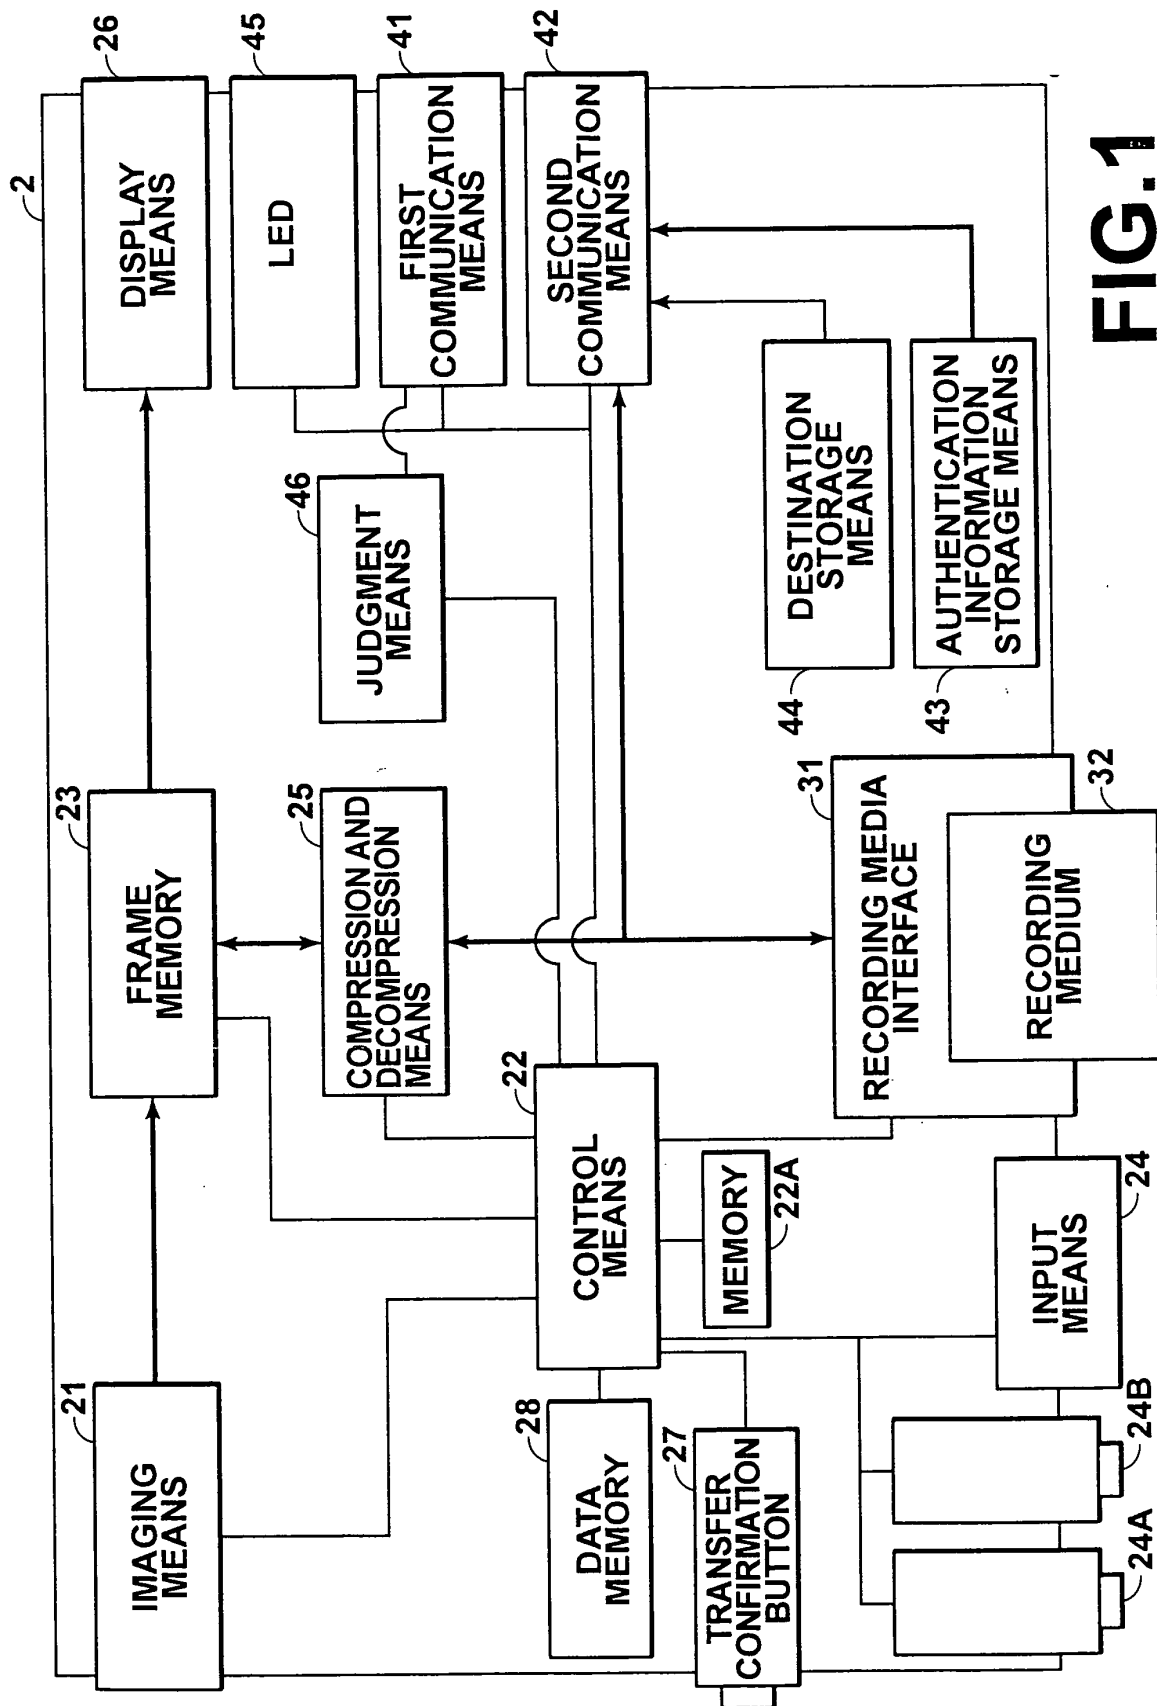 2
IMAGING
MEANS
21
FRAME
MEMORY
23
DISPLAY
MEANS
26
LED
45
FIRST
COMMUNICATION
MEANS
41
SECOND
COMMUNICATION
MEANS
42
JUDGMENT
MEANS
46
COMPRESSION AND
DECOMPRESSION
MEANS
25
CONTROL
MEANS
22
MEMORY
22A
DATA
MEMORY
28
TRANSFER
CONFIRMATION
BUTTON
27
24A
24B
INPUT
MEANS
24
RECORDING MEDIA
INTERFACE
31
RECORDING
MEDIUM
32
DESTINATION
STORAGE
MEANS
44
AUTHENTICATION
INFORMATION
STORAGE MEANS
43
FIG.1